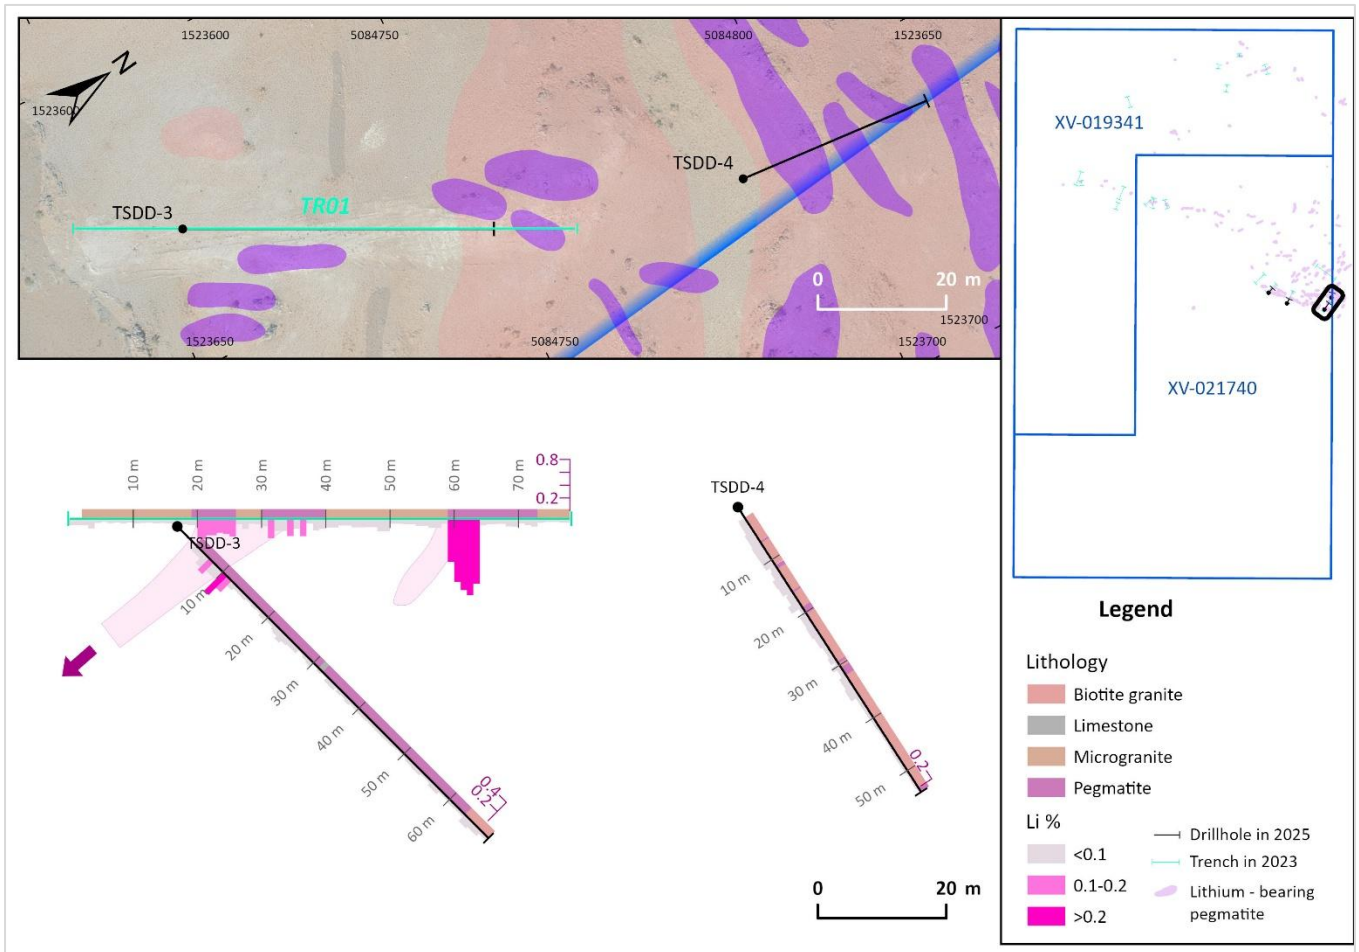 1523600
5084750
5084800
1523650
N
1523600
XV-019341
TSDD-4
TR01
TSDD-3
0 20 m
1523700
1523650
5084750
1523700
XV-021740
10 m
20 m
30 m
40 m
50 m
60 m
70 m
0.8
0.2
TSDD-3
10 m
20 m
30 m
40 m
50 m
60 m
0.4
0.2
TSDD-4
10 m
20 m
30 m
40 m
50 m
0.2
0 20 m
Legend
Lithology
Biotite granite
Limestone
Microgranite
Pegmatite
Li %
<0.1
0.1-0.2
>0.2
Drillhole in 2025
Trench in 2023
Lithium - bearing
pegmatite